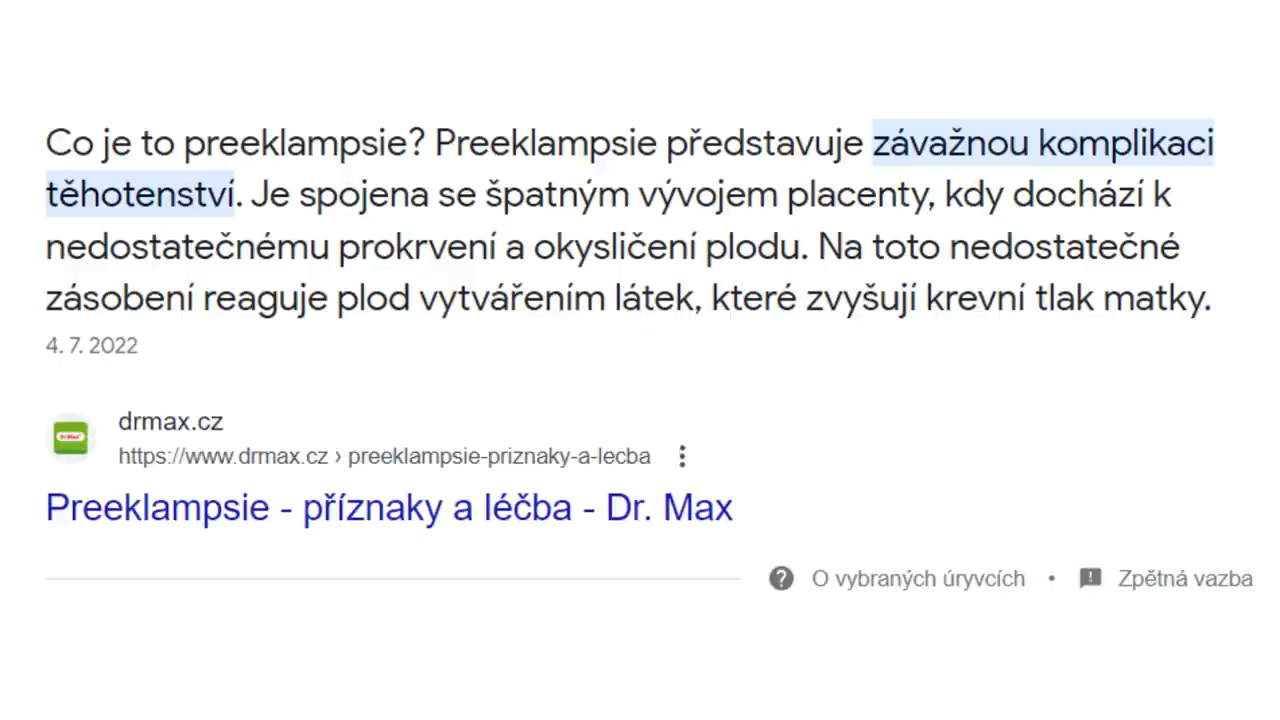 Co je to preeklampsie? Preeklampsie představuje závažnou komplikaci
těhotenství. Je spojena se špatným vývojem placenty, kdy dochází k
nedostatečnému prokrvení a okysličení plodu. Na toto nedostatečné
zásobení reaguje plod vytvářením látek, které zvyšují krevní tlak matky.
4. 7. 2022
drmax.cz
https://www.drmax.cz › preeklampsie-priznaky-a-lecba
Preeklampsie - příznaky a léčba - Dr. Max
O vybraných úryvcích • Zpětná vazba